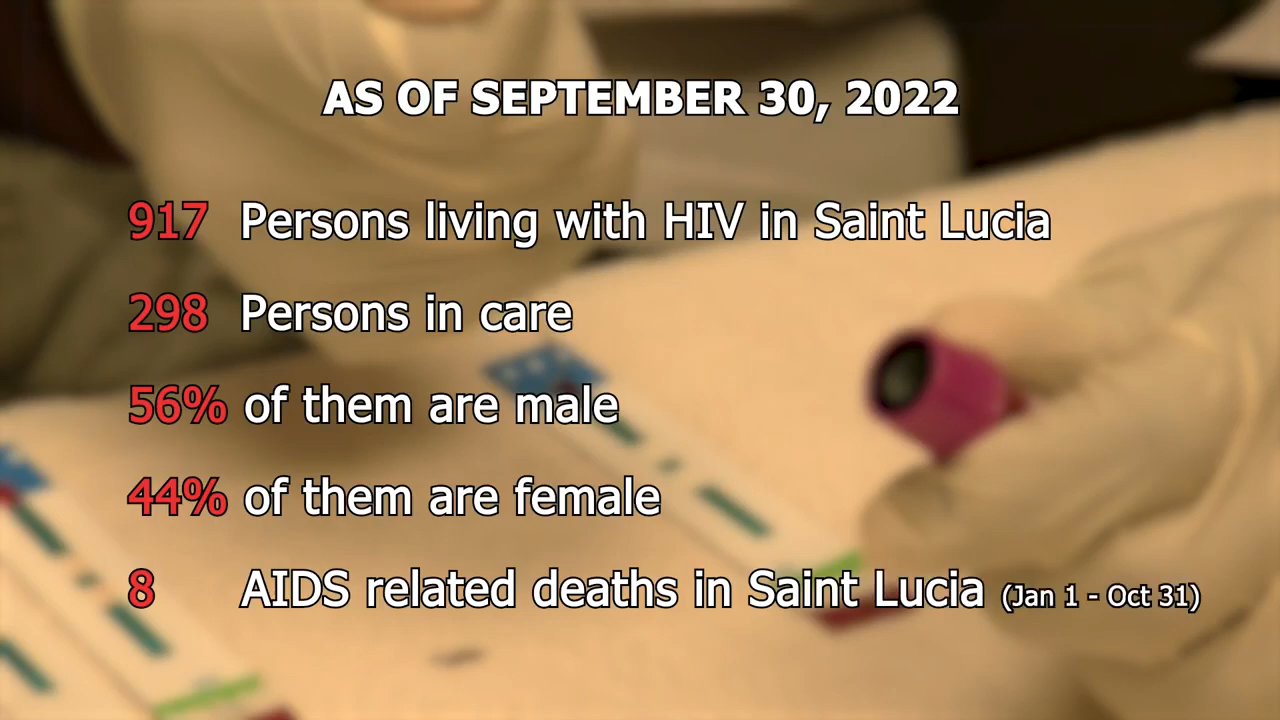 AS OF SEPTEMBER 30, 2022
917 Persons living with HIV in Saint Lucia
298 Persons in care
56% of them are male
44% of them are female
8 AIDS related deaths in Saint Lucia (Jan 1 - Oct 31)